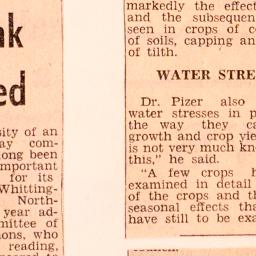 nk
ed
sity of an
ay com-
ong been
mportant
for its
Whitting-
North-
year ad-
mittee of
ons, who
reading,
markedly the effect
and the subsequen
seen in crops of c
of soils, capping an
of tilth.
WATER STRE
Dr. Pizer also
water stresses in p
the way they ca
growth and crop yie
is not very much kn
this," he said.
"A few crops h
examined in detail
of the crops and th
seasonal effects tha
have still to be exa